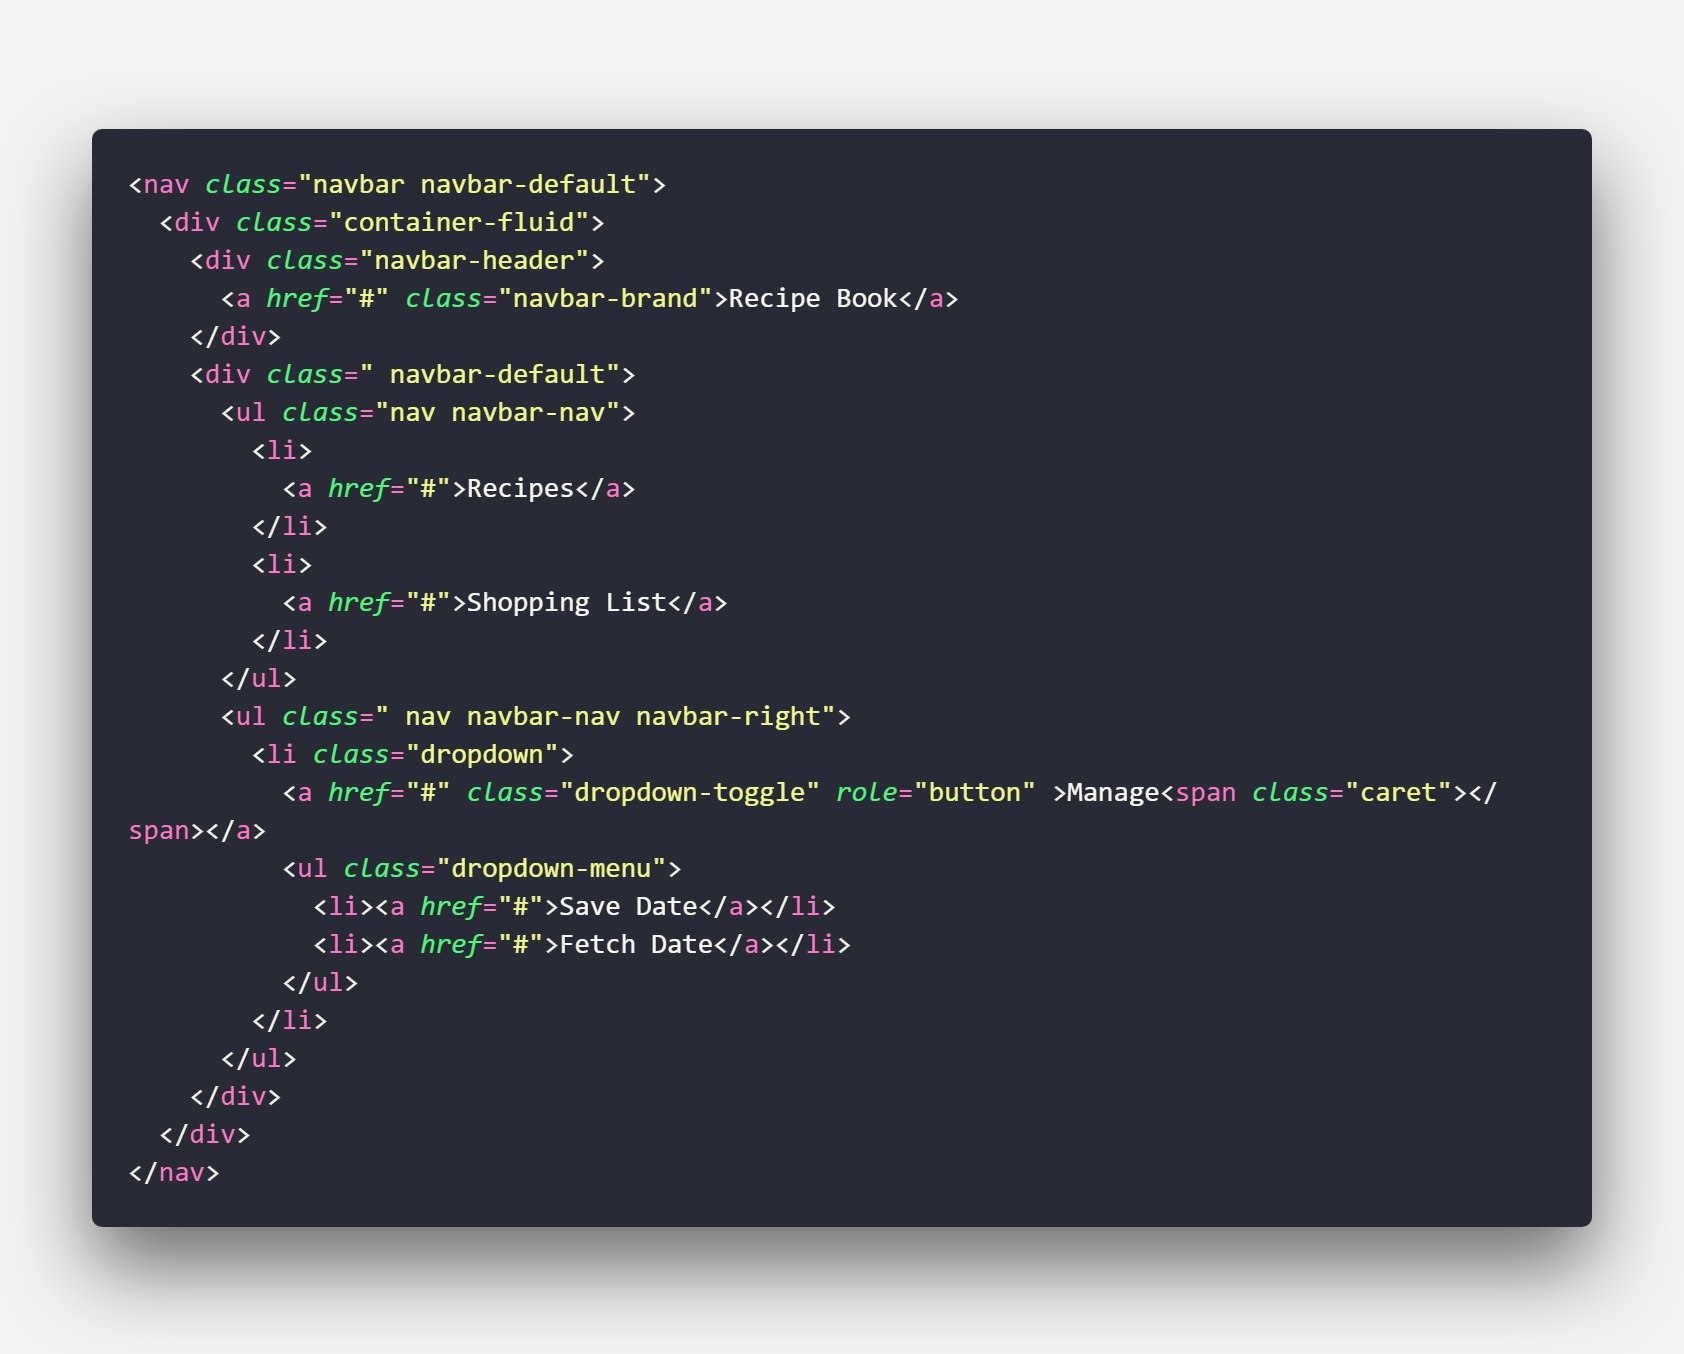 <nav class="navbar navbar-default">
  <div class="container-fluid">
    <div class="navbar-header">
      <a href="#" class="navbar-brand">Recipe Book</a>
    </div>
    <div class=" navbar-default">
      <ul class="nav navbar-nav">
        <li>
          <a href="#">Recipes</a>
        </li>
        <li>
          <a href="#">Shopping List</a>
        </li>
      </ul>
      <ul class=" nav navbar-nav navbar-right">
        <li class="dropdown">
          <a href="#" class="dropdown-toggle" role="button" >Manage<span class="caret"></
span></a>
          <ul class="dropdown-menu">
            <li><a href="#">Save Date</a></li>
            <li><a href="#">Fetch Date</a></li>
          </ul>
        </li>
      </ul>
    </div>
  </div>
</nav>